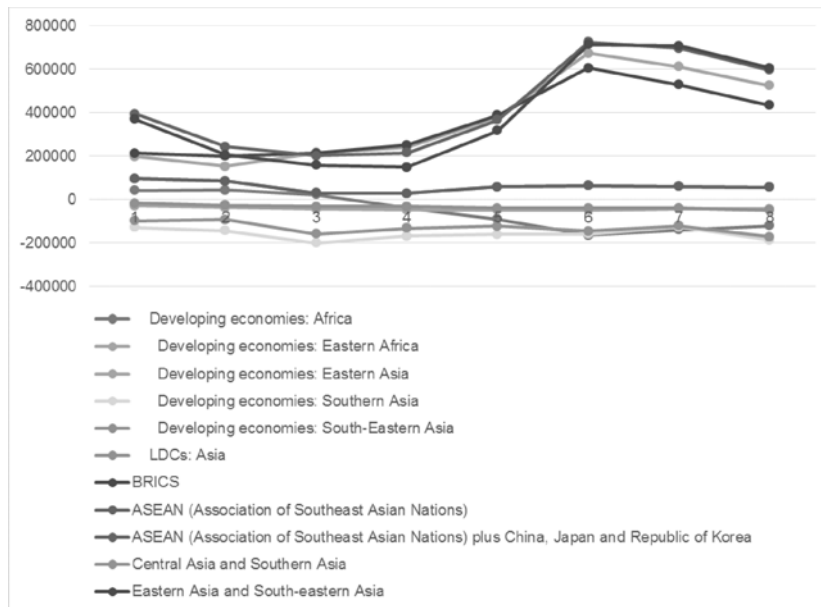 800000
600000
400000
200000
0
1 2 3 4 5 6 7 8
-200000
-400000
Developing economies: Africa
Developing economies: Eastern Africa
Developing economies: Eastern Asia
Developing economies: Southern Asia
Developing economies: South-Eastern Asia
LDCs: Asia
BRICS
ASEAN (Association of Southeast Asian Nations)
ASEAN (Association of Southeast Asian Nations) plus China, Japan and Republic of Korea
Central Asia and Southern Asia
Eastern Asia and South-eastern Asia